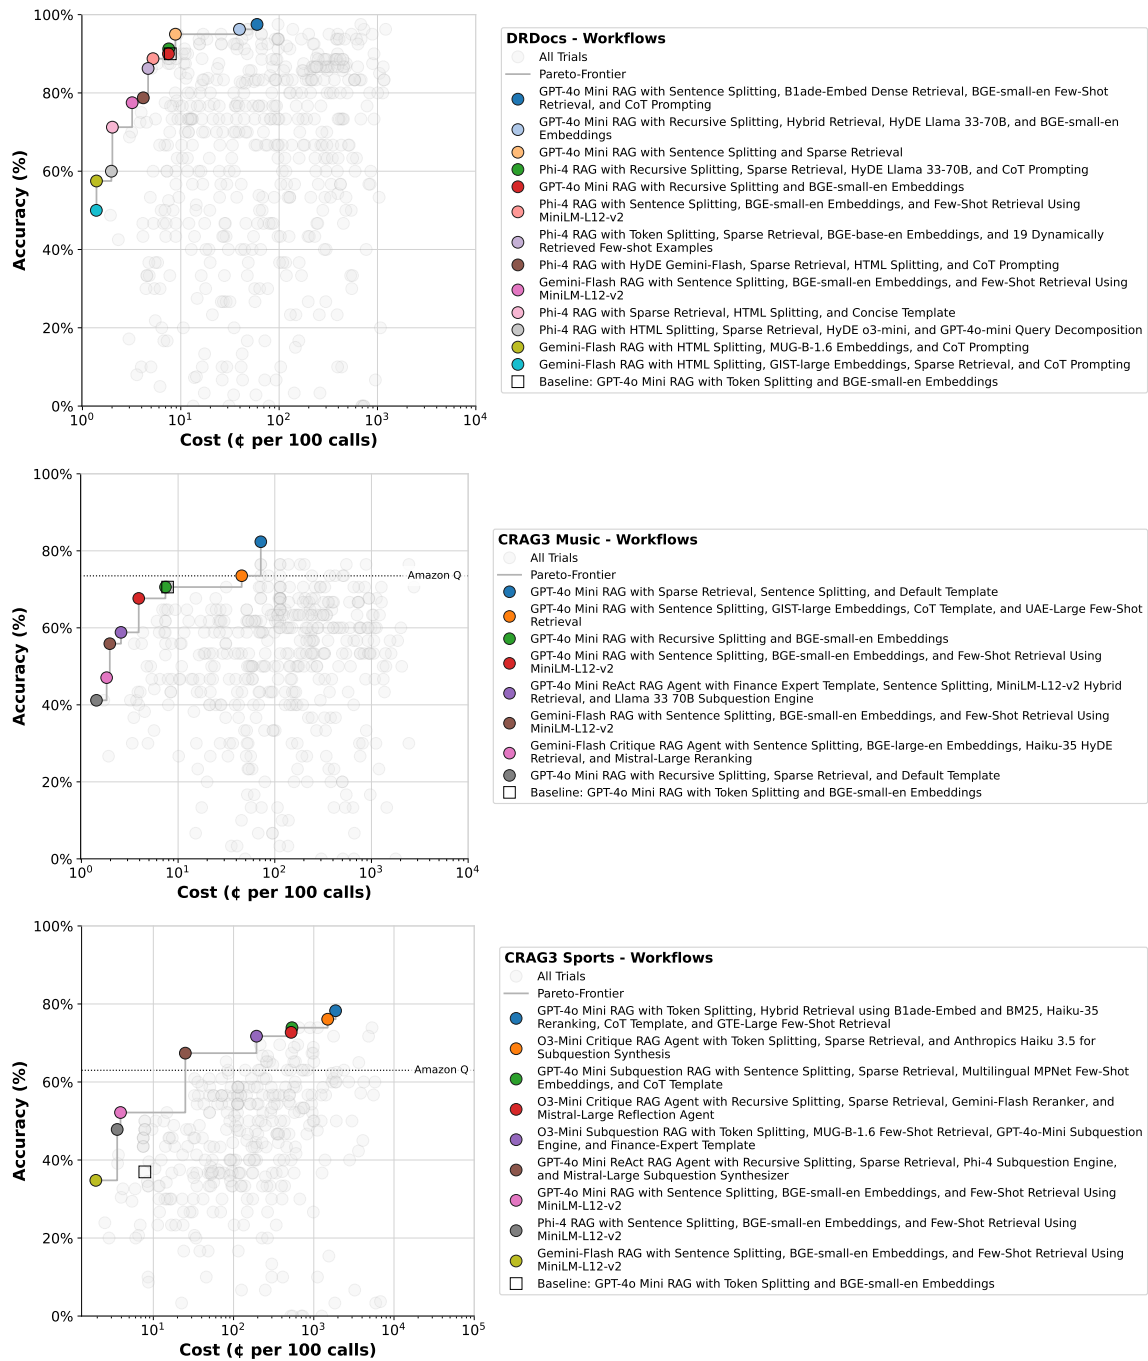 100%
80%
60%
40%
20%
0%
Accuracy (%)
10^0
10^1
10^2
10^3
10^4
Cost (¢ per 100 calls)
DRDocs - Workflows
All Trials
Pareto-Frontier
GPT-4o Mini RAG with Sentence Splitting, B1ade-Embed Dense Retrieval, BGE-small-en Few-Shot
Retrieval, and CoT Prompting
GPT-4o Mini RAG with Recursive Splitting, Hybrid Retrieval, HyDE Llama 33-70B, and BGE-small-en
Embeddings
GPT-4o Mini RAG with Sentence Splitting and Sparse Retrieval
Phi-4 RAG with Recursive Splitting, Sparse Retrieval, HyDE Llama 33-70B, and CoT Prompting
GPT-4o Mini RAG with Recursive Splitting and BGE-small-en Embeddings
Phi-4 RAG with Sentence Splitting, BGE-small-en Embeddings, and Few-Shot Retrieval Using
MiniLM-L12-v2
Phi-4 RAG with Token Splitting, Sparse Retrieval, BGE-base-en Embeddings, and 19 Dynamically
Retrieved Few-shot Examples
Phi-4 RAG with HyDE Gemini-Flash, Sparse Retrieval, HTML Splitting, and CoT Prompting
Gemini-Flash RAG with Sentence Splitting, BGE-small-en Embeddings, and Few-Shot Retrieval Using
MiniLM-L12-v2
Phi-4 RAG with Sparse Retrieval, HTML Splitting, and Concise Template
Phi-4 RAG with HTML Splitting, Sparse Retrieval, HyDE o3-mini, and GPT-4o-mini Query Decomposition
Gemini-Flash RAG with HTML Splitting, MUG-B-1.6 Embeddings, and CoT Prompting
Gemini-Flash RAG with HTML Splitting, GIST-large Embeddings, Sparse Retrieval, and CoT Prompting
Baseline: GPT-4o Mini RAG with Token Splitting and BGE-small-en Embeddings
100%
80%
60%
40%
20%
0%
Accuracy (%)
Amazon Q
10^0
10^1
10^2
10^3
10^4
Cost (¢ per 100 calls)
CRAG3 Music - Workflows
All Trials
Pareto-Frontier
GPT-4o Mini RAG with Sparse Retrieval, Sentence Splitting, and Default Template
GPT-4o Mini RAG with Sentence Splitting, GIST-large Embeddings, CoT Template, and UAE-Large Few-Shot
Retrieval
GPT-4o Mini RAG with Recursive Splitting and BGE-small-en Embeddings
GPT-4o Mini RAG with Sentence Splitting, BGE-small-en Embeddings, and Few-Shot Retrieval Using
MiniLM-L12-v2
GPT-4o Mini ReAct RAG Agent with Finance Expert Template, Sentence Splitting, MiniLM-L12-v2 Hybrid
Retrieval, and Llama 33 70B Subquestion Engine
Gemini-Flash RAG with Sentence Splitting, BGE-small-en Embeddings, and Few-Shot Retrieval Using
MiniLM-L12-v2
Gemini-Flash Critique RAG Agent with Sentence Splitting, BGE-large-en Embeddings, Haiku-35 HyDE
Retrieval, and Mistral-Large Reranking
GPT-4o Mini RAG with Recursive Splitting, Sparse Retrieval, and Default Template
Baseline: GPT-4o Mini RAG with Token Splitting and BGE-small-en Embeddings
100%
80%
60%
40%
20%
0%
Accuracy (%)
Amazon Q
10^1
10^2
10^3
10^4
10^5
Cost (¢ per 100 calls)
CRAG3 Sports - Workflows
All Trials
Pareto-Frontier
GPT-4o Mini RAG with Token Splitting, Hybrid Retrieval using B1ade-Embed and BM25, Haiku-35
Reranking, CoT Template, and GTE-Large Few-Shot Retrieval
O3-Mini Critique RAG Agent with Token Splitting, Sparse Retrieval, and Anthropics Haiku 3.5 for
Subquestion Synthesis
GPT-4o Mini Subquestion RAG with Sentence Splitting, Sparse Retrieval, Multilingual MPNet Few-Shot
Embeddings, and CoT Template
O3-Mini Critique RAG Agent with Recursive Splitting, Sparse Retrieval, Gemini-Flash Reranker, and
Mistral-Large Reflection Agent
O3-Mini Subquestion RAG with Token Splitting, MUG-B-1.6 Few-Shot Retrieval, GPT-4o-Mini Subquestion
Engine, and Finance-Expert Template
GPT-4o Mini ReAct RAG Agent with Recursive Splitting, Sparse Retrieval, Phi-4 Subquestion Engine,
and Mistral-Large Subquestion Synthesizer
GPT-4o Mini RAG with Sentence Splitting, BGE-small-en Embeddings, and Few-Shot Retrieval Using
MiniLM-L12-v2
Phi-4 RAG with Sentence Splitting, BGE-small-en Embeddings, and Few-Shot Retrieval Using
MiniLM-L12-v2
Gemini-Flash RAG with Sentence Splitting, BGE-small-en Embeddings, and Few-Shot Retrieval Using
MiniLM-L12-v2
Baseline: GPT-4o Mini RAG with Token Splitting and BGE-small-en Embeddings